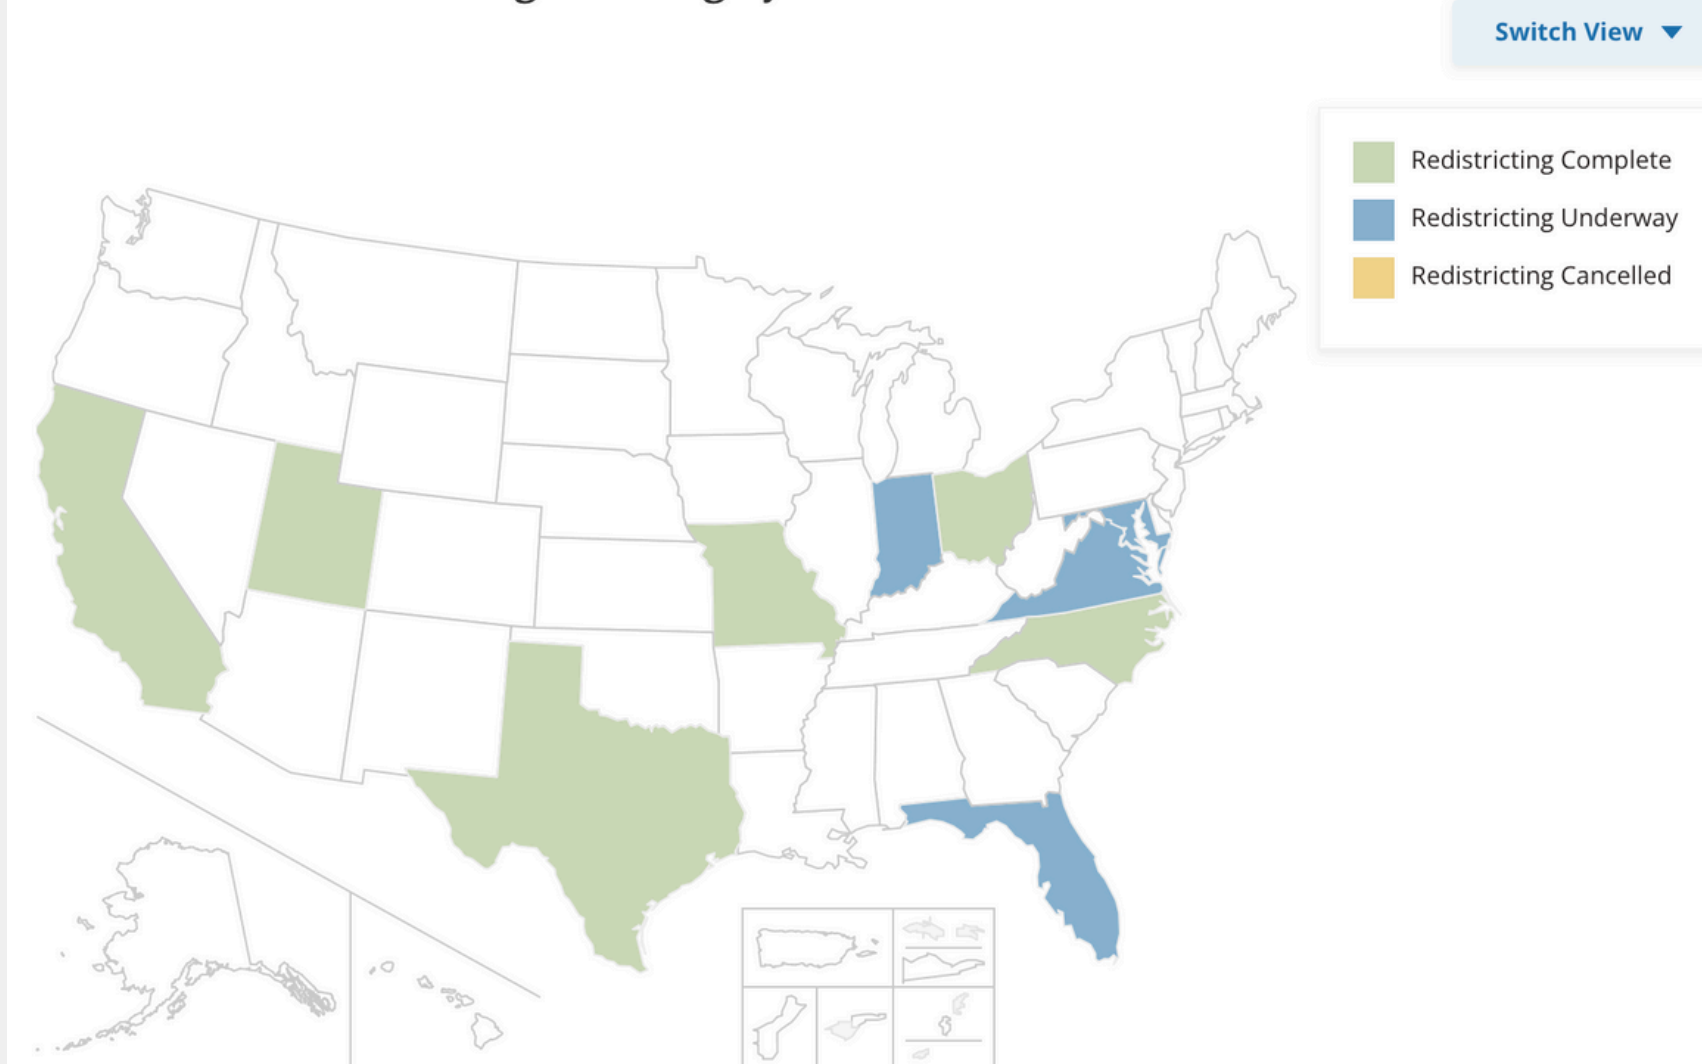 Switch View
Redistricting Complete
Redistricting Underway
Redistricting Cancelled